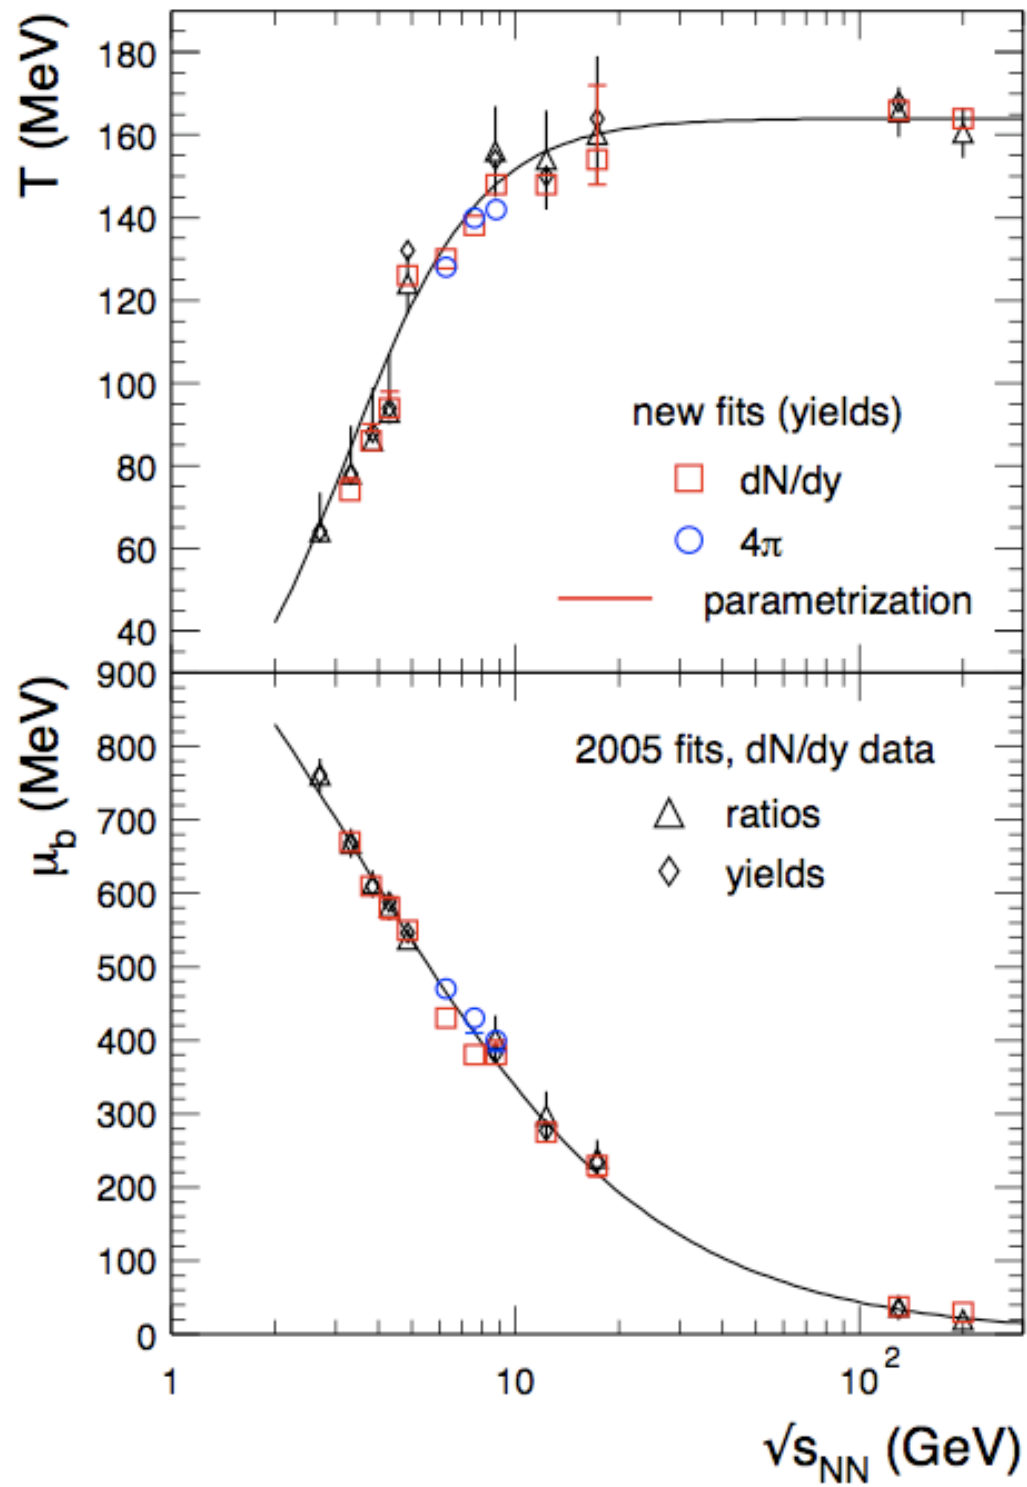 T (MeV)
180
160
140
120
100
80
60
40
new fits (yields)
dN/dy
4π
parametrization
μb (MeV)
900
800
700
600
500
400
300
200
100
0
2005 fits, dN/dy data
ratios
yields
1 10 10²
√sNN (GeV)